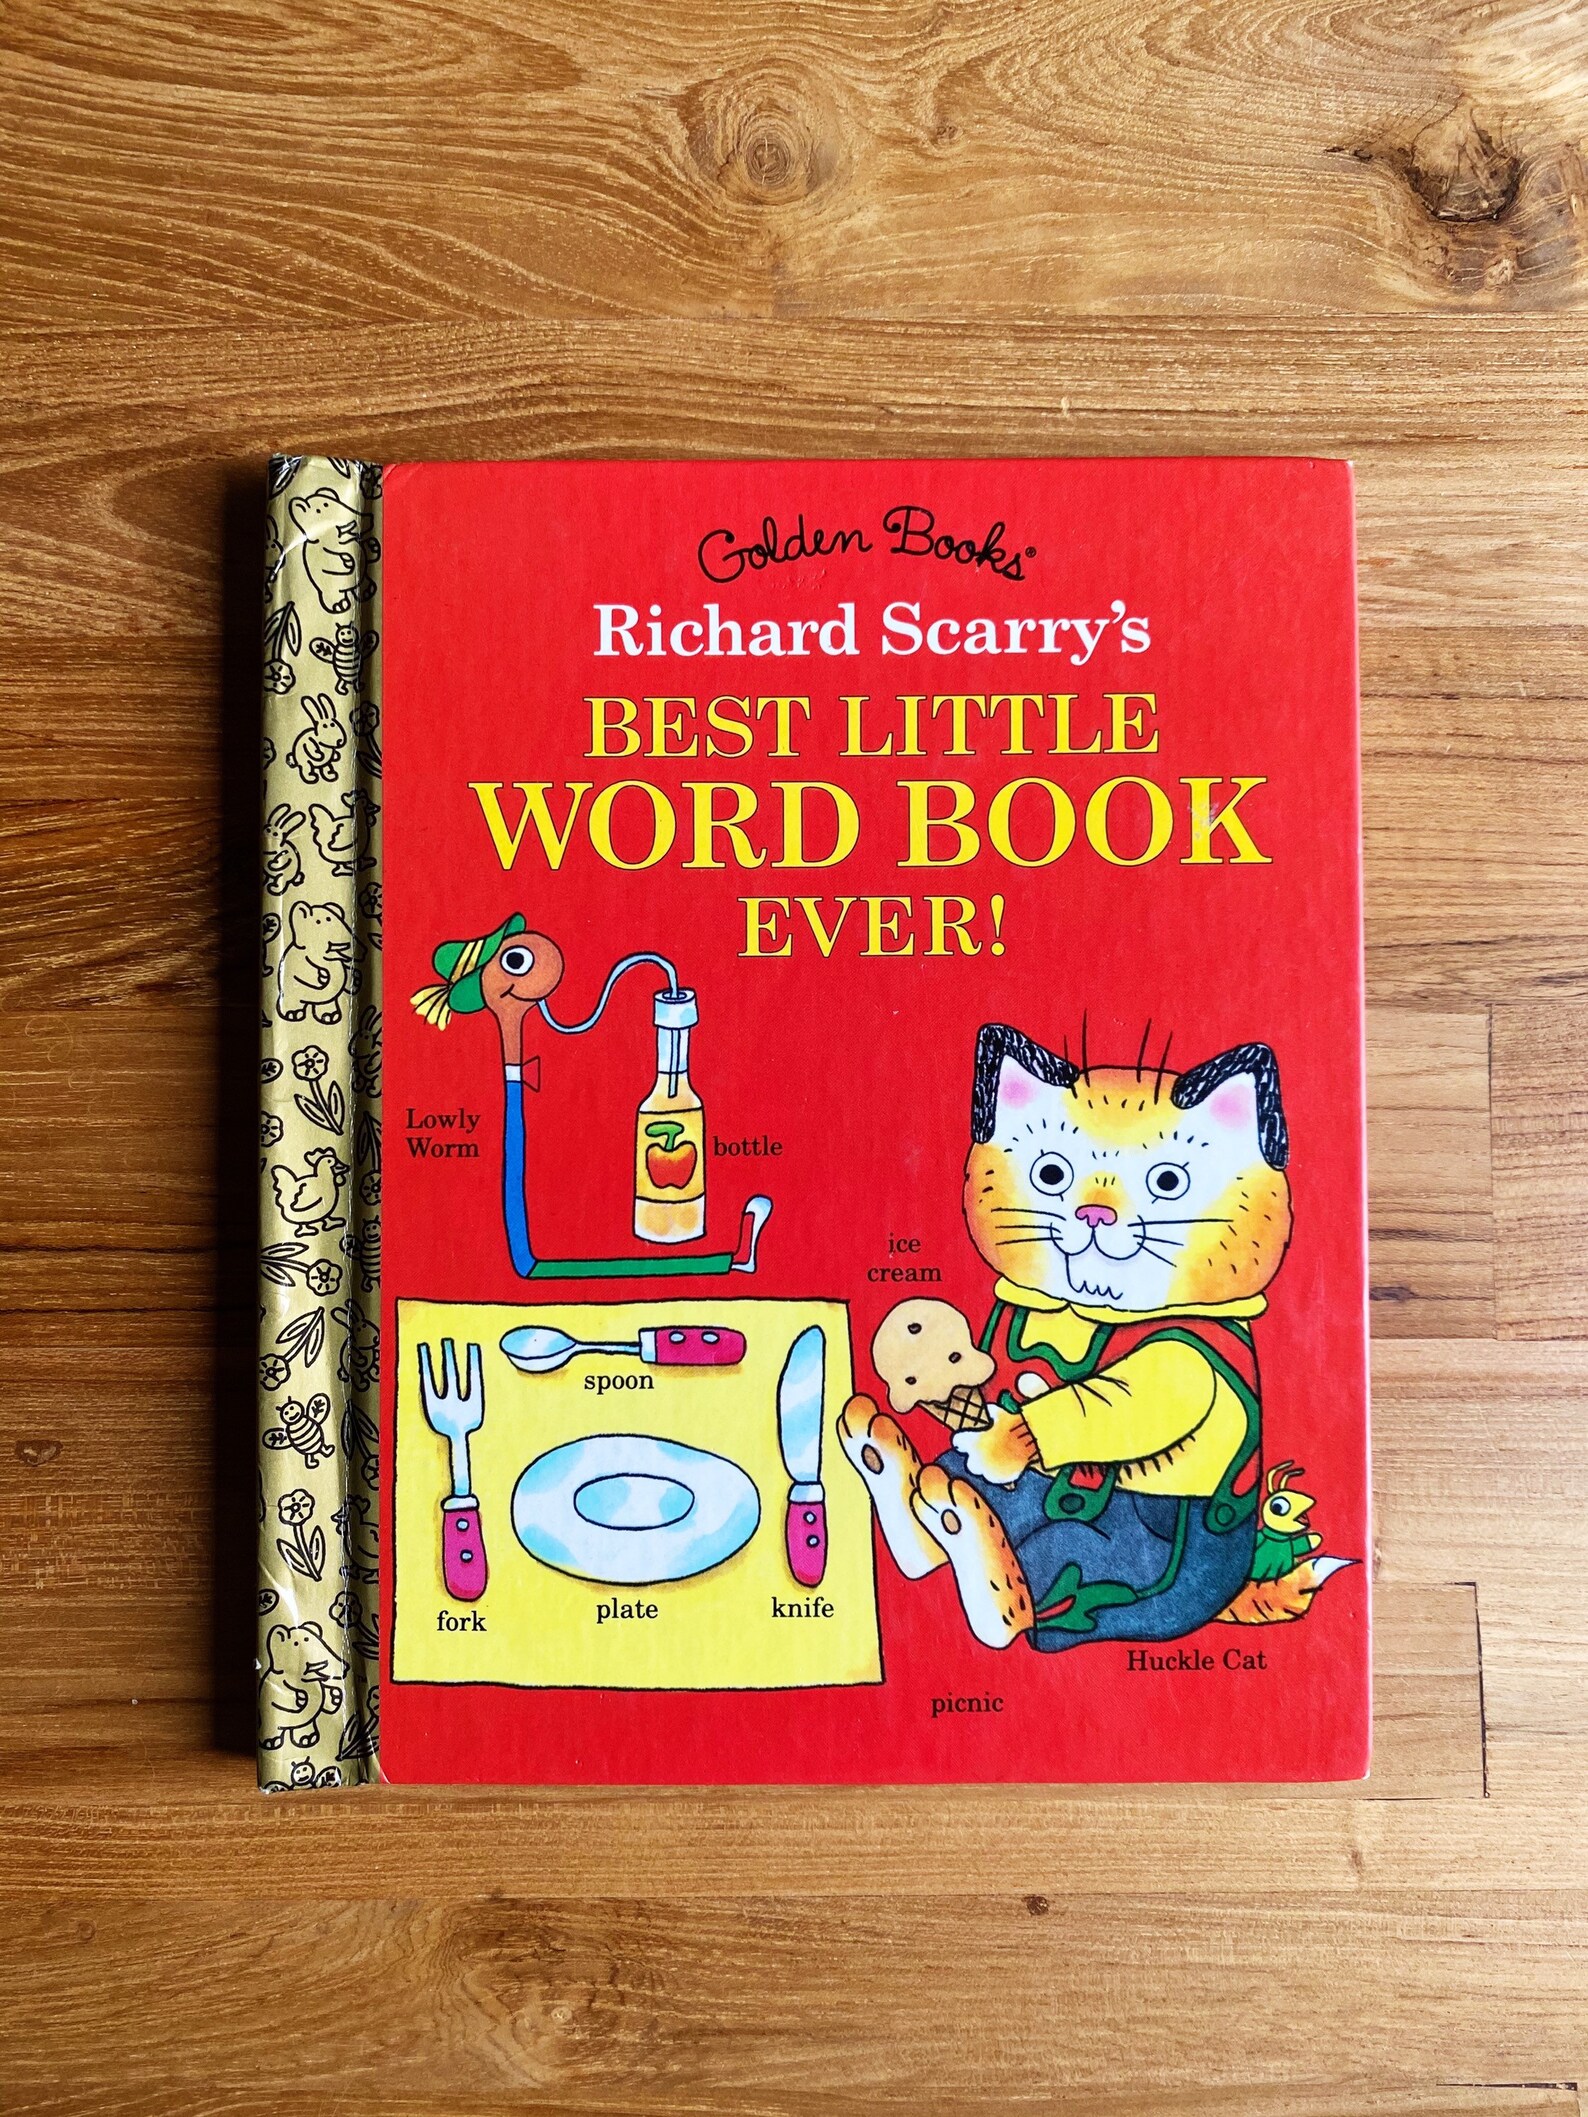 Golden Books®
Richard Scarry's
BEST LITTLE
WORD BOOK
EVER!
Lowly
Worm
bottle
ice
cream
spoon
fork
plate
knife
Huckle Cat
picnic